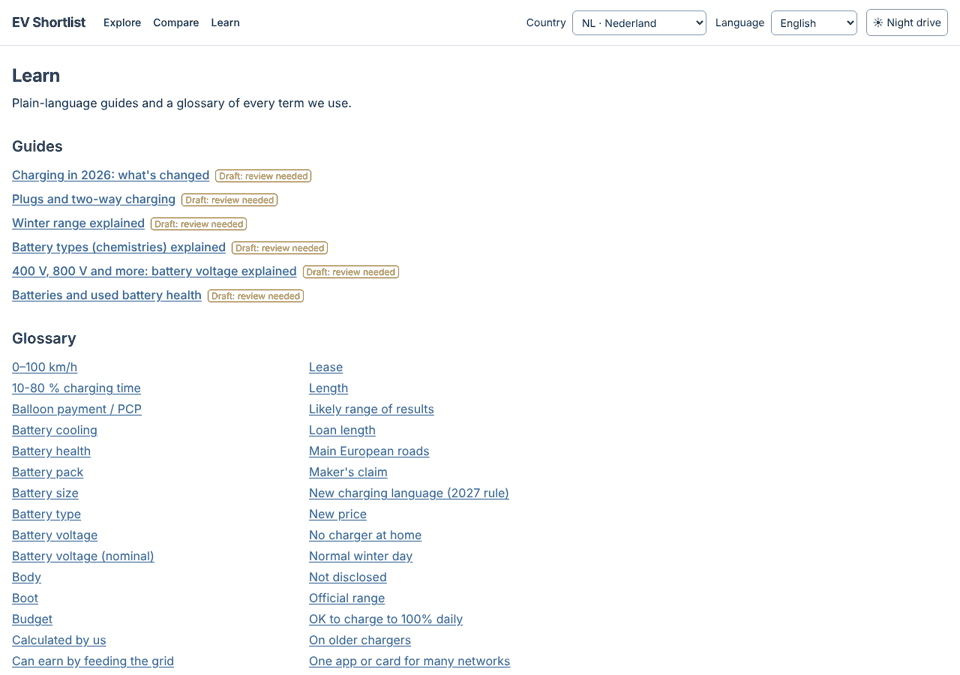 EV Shortlist Explore Compare Learn Country NL · Nederland Language English ☀ Night drive
Learn
Plain-language guides and a glossary of every term we use.
Guides
Charging in 2026: what's changed Draft: review needed
Plugs and two-way charging Draft: review needed
Winter range explained Draft: review needed
Battery types (chemistries) explained Draft: review needed
400 V, 800 V and more: battery voltage explained Draft: review needed
Batteries and used battery health Draft: review needed
Glossary
0–100 km/h
10-80 % charging time
Balloon payment / PCP
Battery cooling
Battery health
Battery pack
Battery size
Battery type
Battery voltage
Battery voltage (nominal)
Body
Boot
Budget
Calculated by us
Can earn by feeding the grid
Lease
Length
Likely range of results
Loan length
Main European roads
Maker's claim
New charging language (2027 rule)
New price
No charger at home
Normal winter day
Not disclosed
Official range
OK to charge to 100% daily
On older chargers
One app or card for many networks